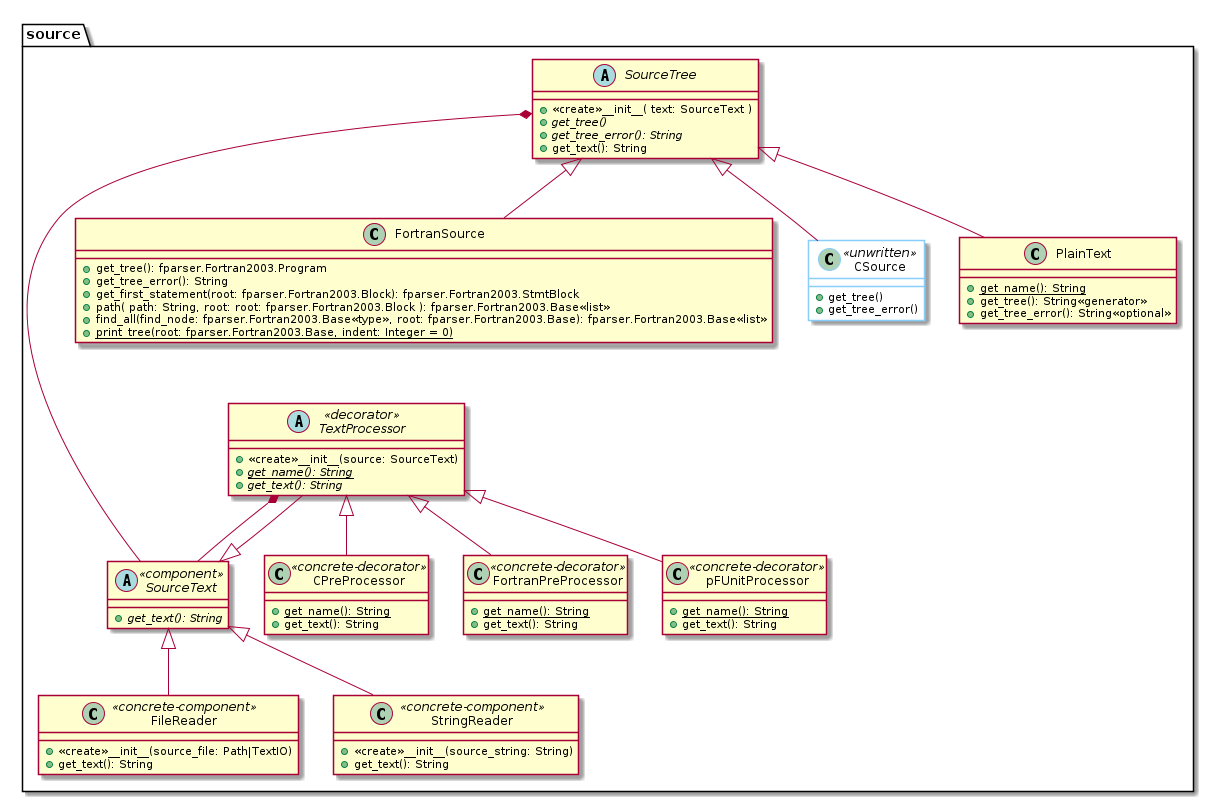 source
A SourceTree
«create»__init__( text: SourceText )
get_tree()
get_tree_error(): String
get_text(): String
C FortranSource
get_tree(): fparser.Fortran2003.Program
get_tree_error(): String
get_first_statement(root: fparser.Fortran2003.Block): fparser.Fortran2003.StmtBlock
path( path: String, root: root: fparser.Fortran2003.Block ): fparser.Fortran2003.Base«list»
find_all(find_node: fparser.Fortran2003.Base«type», root: fparser.Fortran2003.Base): fparser.Fortran2003.Base«list»
print_tree(root: fparser.Fortran2003.Base, indent: Integer = 0)
C «unwritten»
CSource
get_tree()
get_tree_error()
C PlainText
get_name(): String
get_tree(): String«generator»
get_tree_error(): String«optional»
A «decorator»
TextProcessor
«create»__init__(source: SourceText)
get_name(): String
get_text(): String
A «component»
SourceText
get_text(): String
C «concrete-decorator»
CPreProcessor
get_name(): String
get_text(): String
C «concrete-decorator»
FortranPreProcessor
get_name(): String
get_text(): String
C «concrete-decorator»
pFUnitProcessor
get_name(): String
get_text(): String
C «concrete-component»
FileReader
«create»__init__(source_file: Path|TextIO)
get_text(): String
C «concrete-component»
StringReader
«create»__init__(source_string: String)
get_text(): String